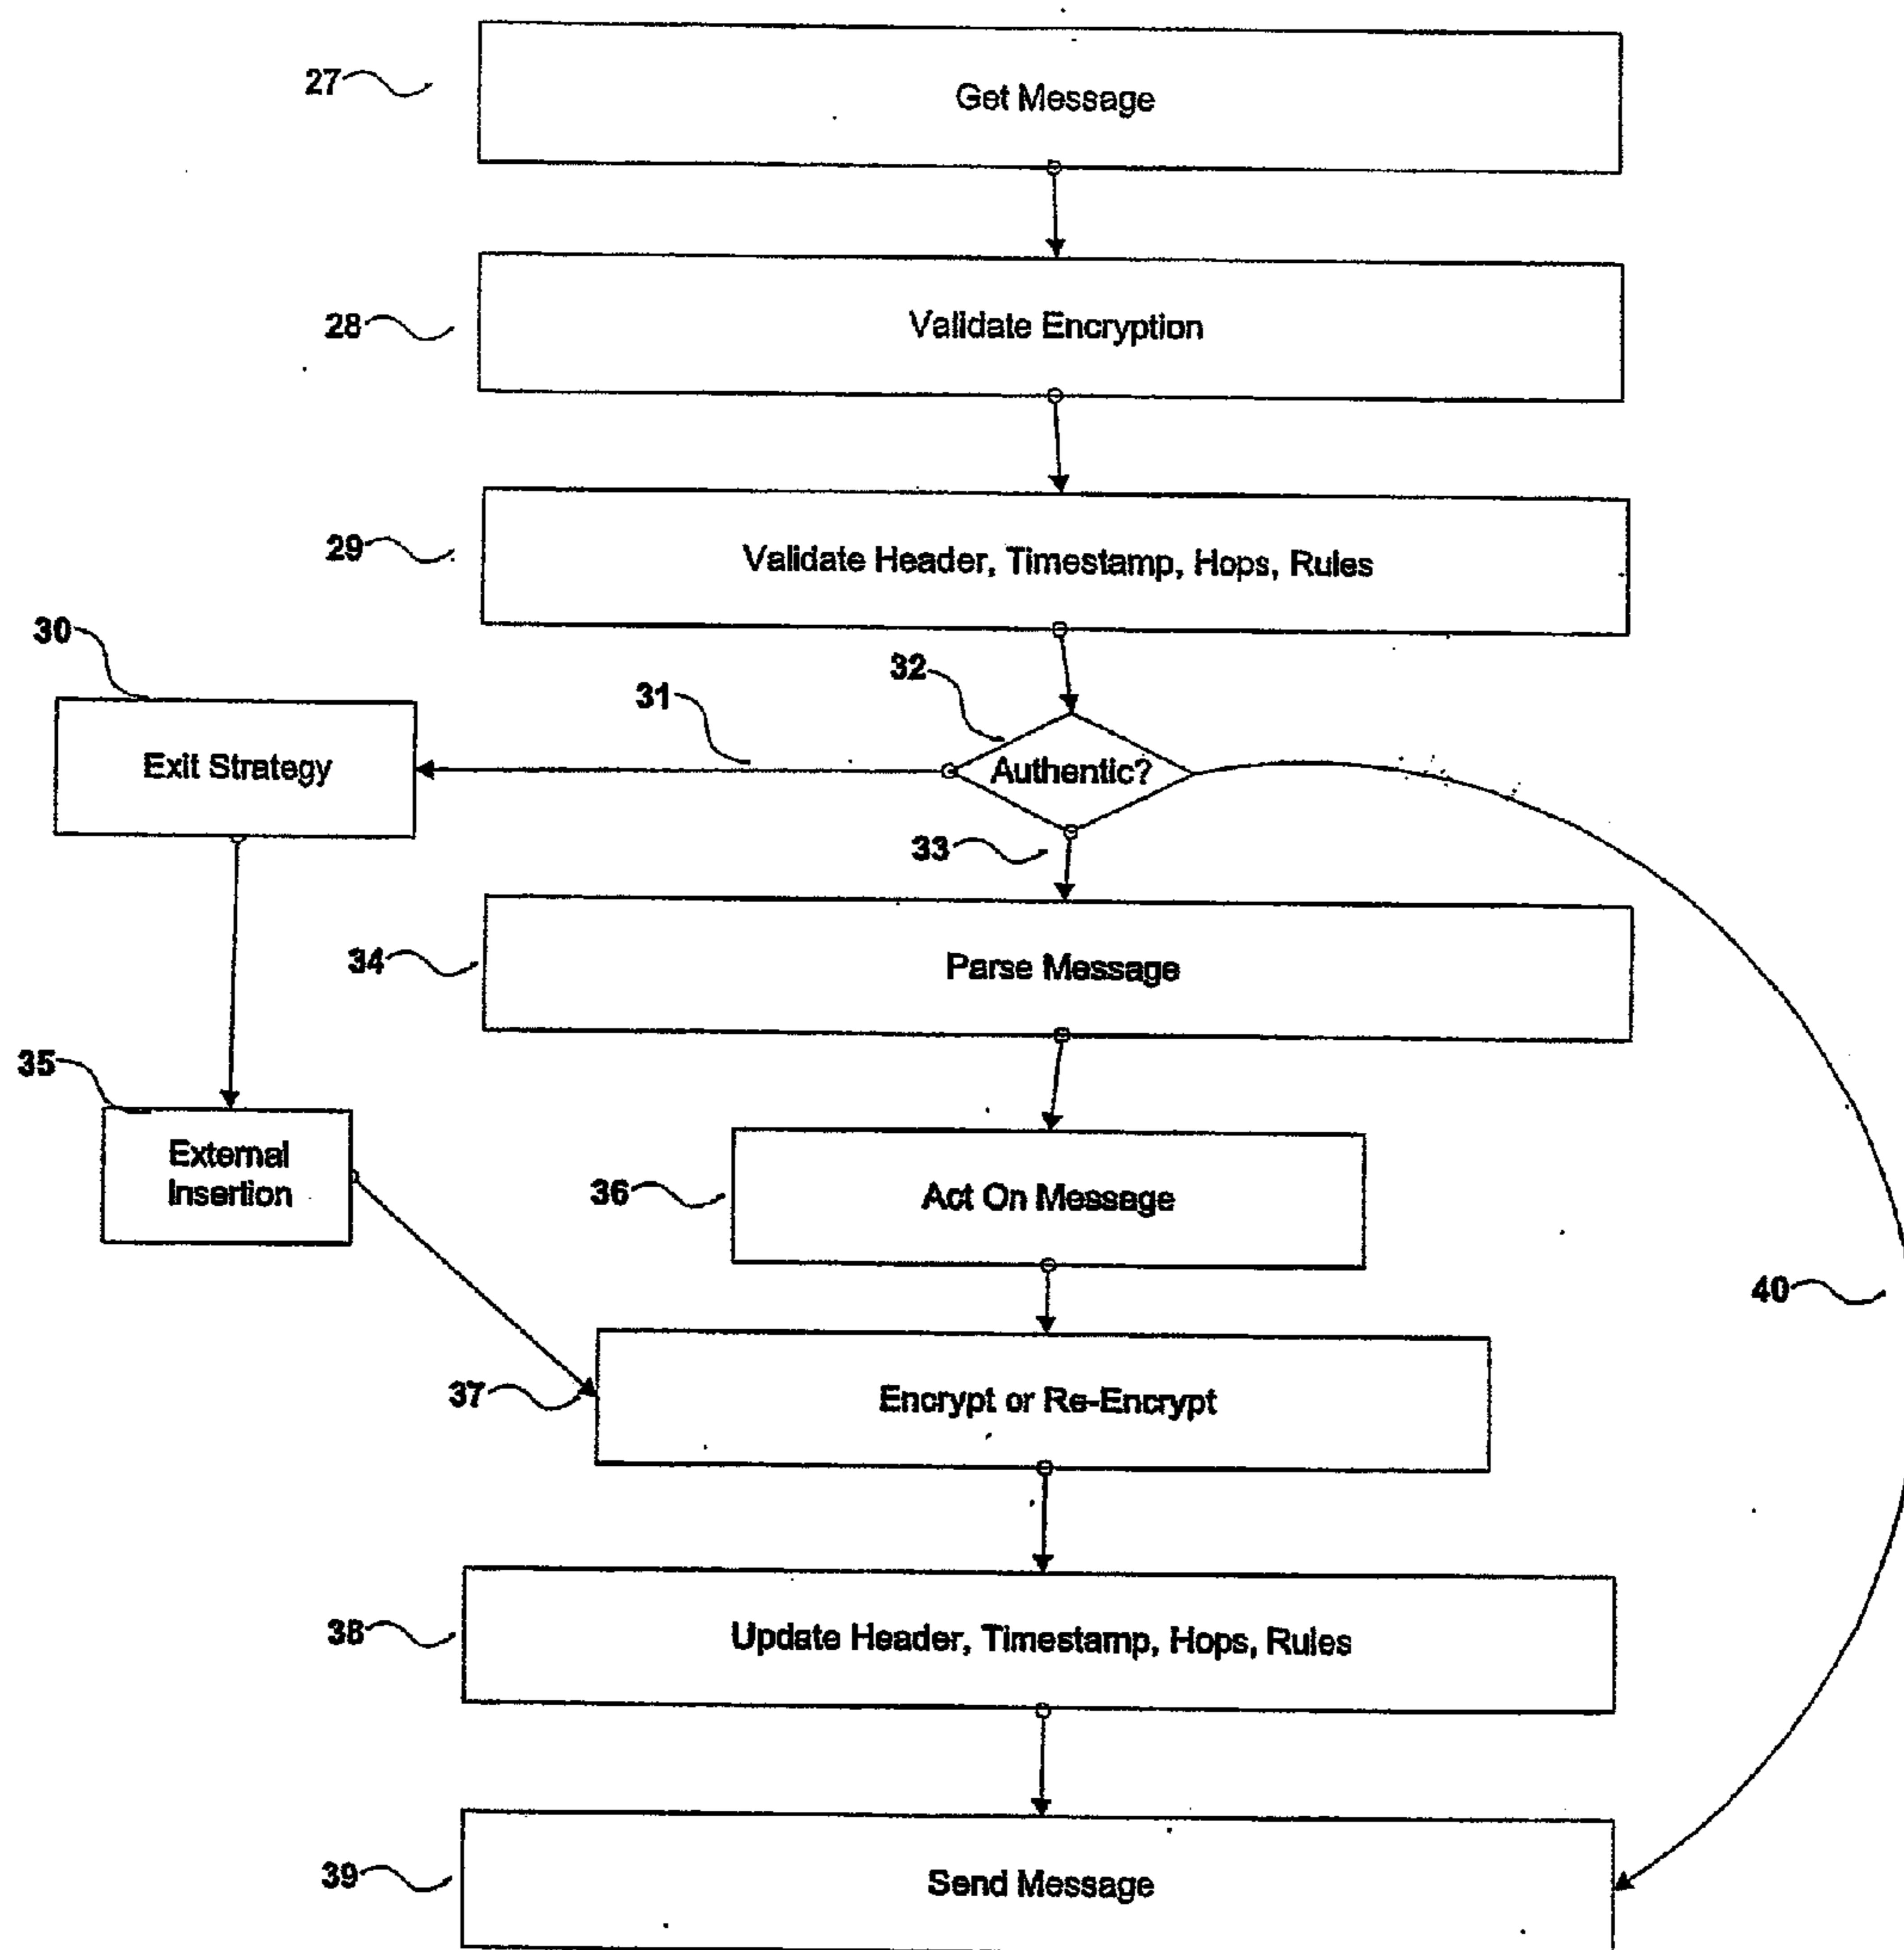 27
Get Message
28
Validate Encryption
29
Validate Header, Timestamp, Hops, Rules
30
31
32
Exit Strategy
Authentic?
33
34
Parse Message
35
External
Insertion
36
Act On Message
40
37
Encrypt or Re-Encrypt
38
Update Header, Timestamp, Hops, Rules
39
Send Message